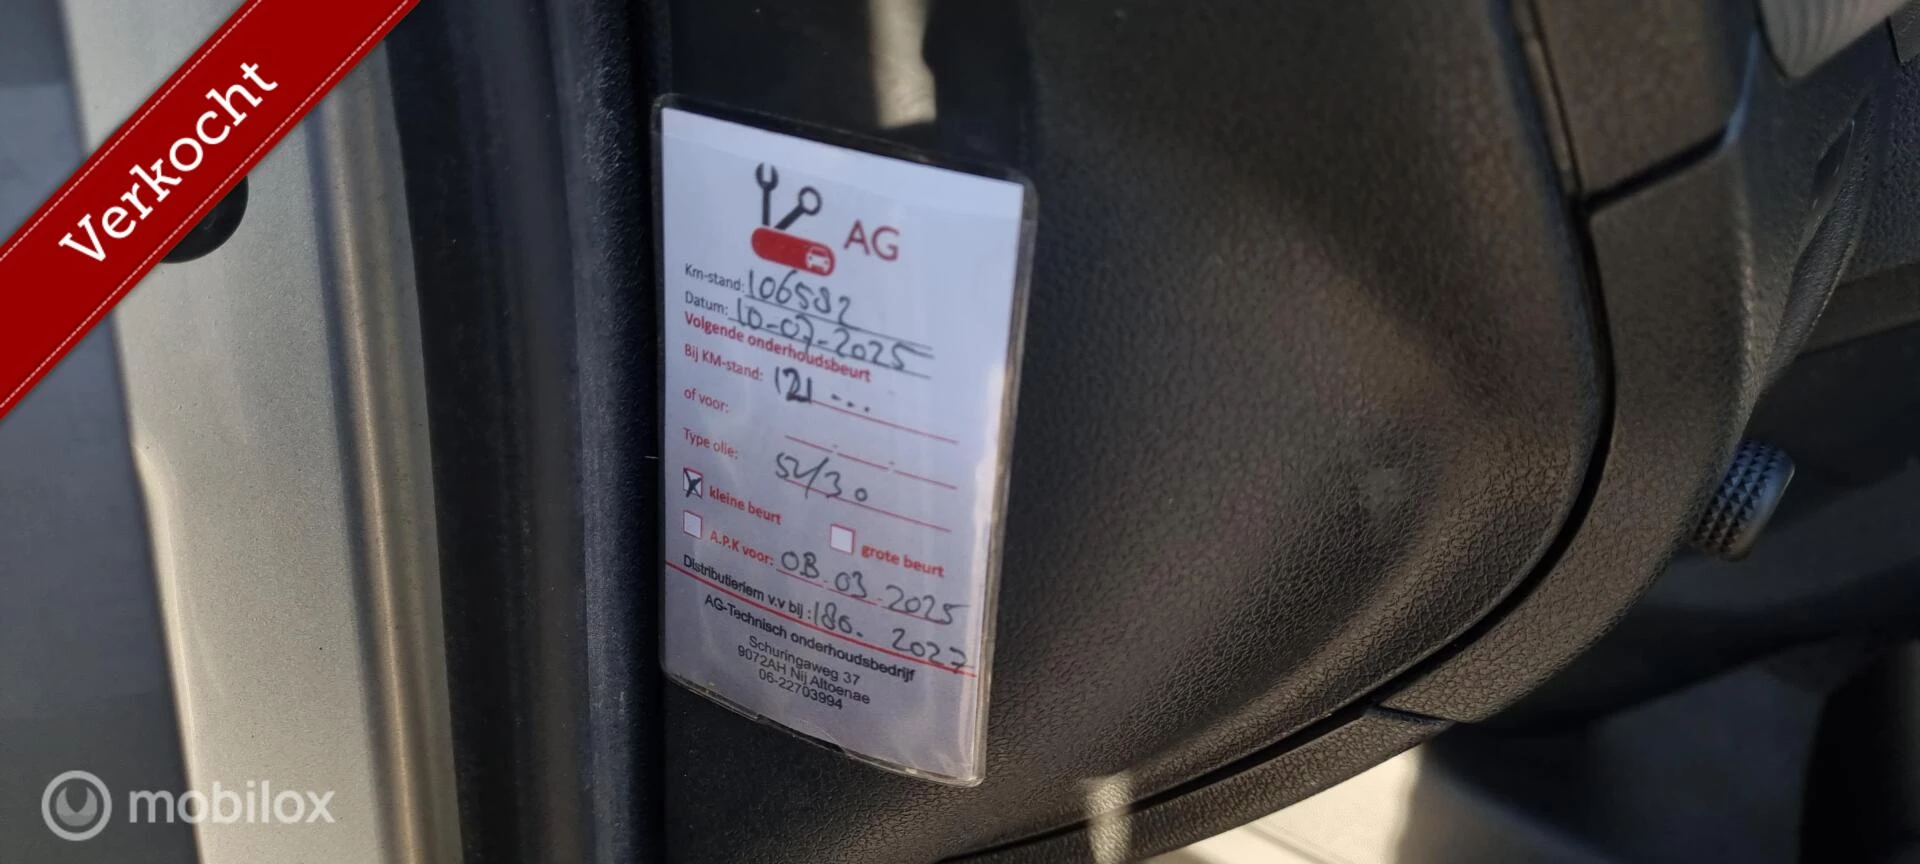 Verkocht
AG
Km-stand: 106582
Datum: 10-07-2025
Volgende onderhoudsbeurt
Bij KM-stand: 121...
of voor:
Type olie: 5W/30
kleine beurt
grote beurt
A.P.K voor: 08-03-2025
Distributieriem v.v bij: 180. 2027
AG-Technisch onderhoudsbedrijf
Schuringaweg 37
9072AH Nij Altoenae
06-22703994
mobilox